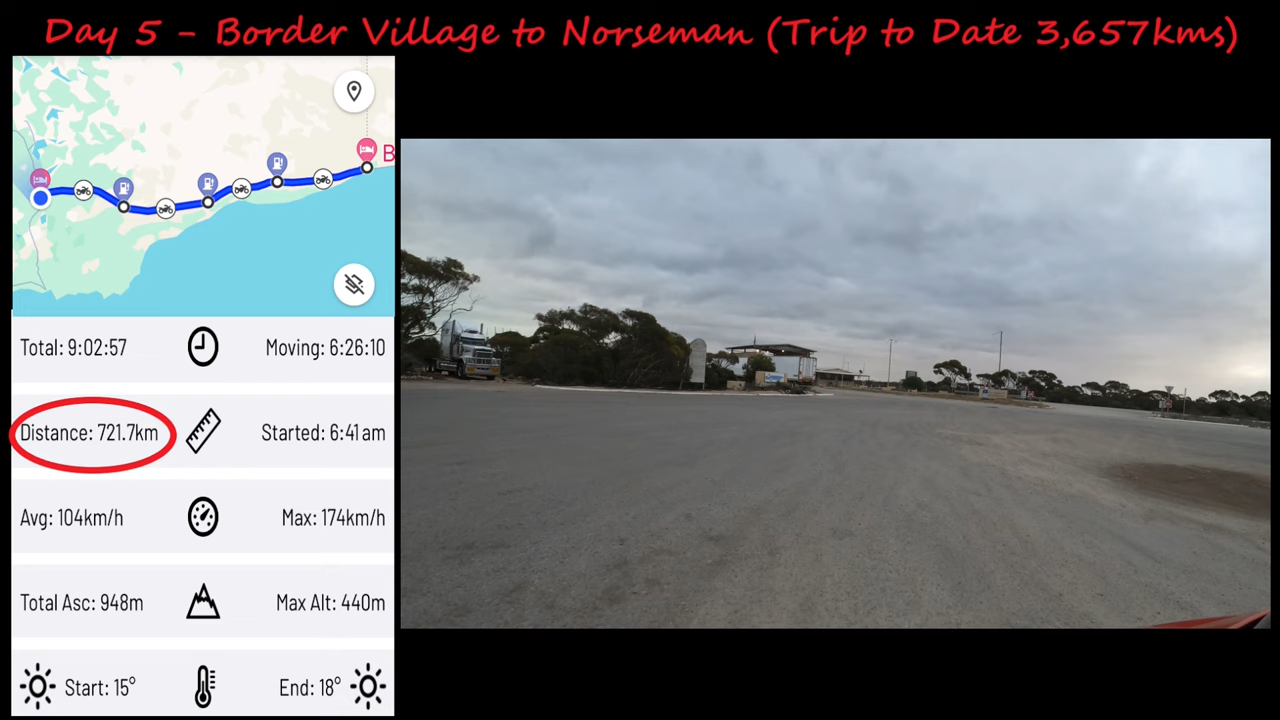 Day 5 - Border Village to Norseman (Trip to Date 3,657kms)
B
Total: 9:02:57
Moving: 6:26:10
Distance: 721.7km
Started: 6:41am
Avg: 104km/h
Max: 174km/h
Total Asc: 948m
Max Alt: 440m
Start: 15°
End: 18°